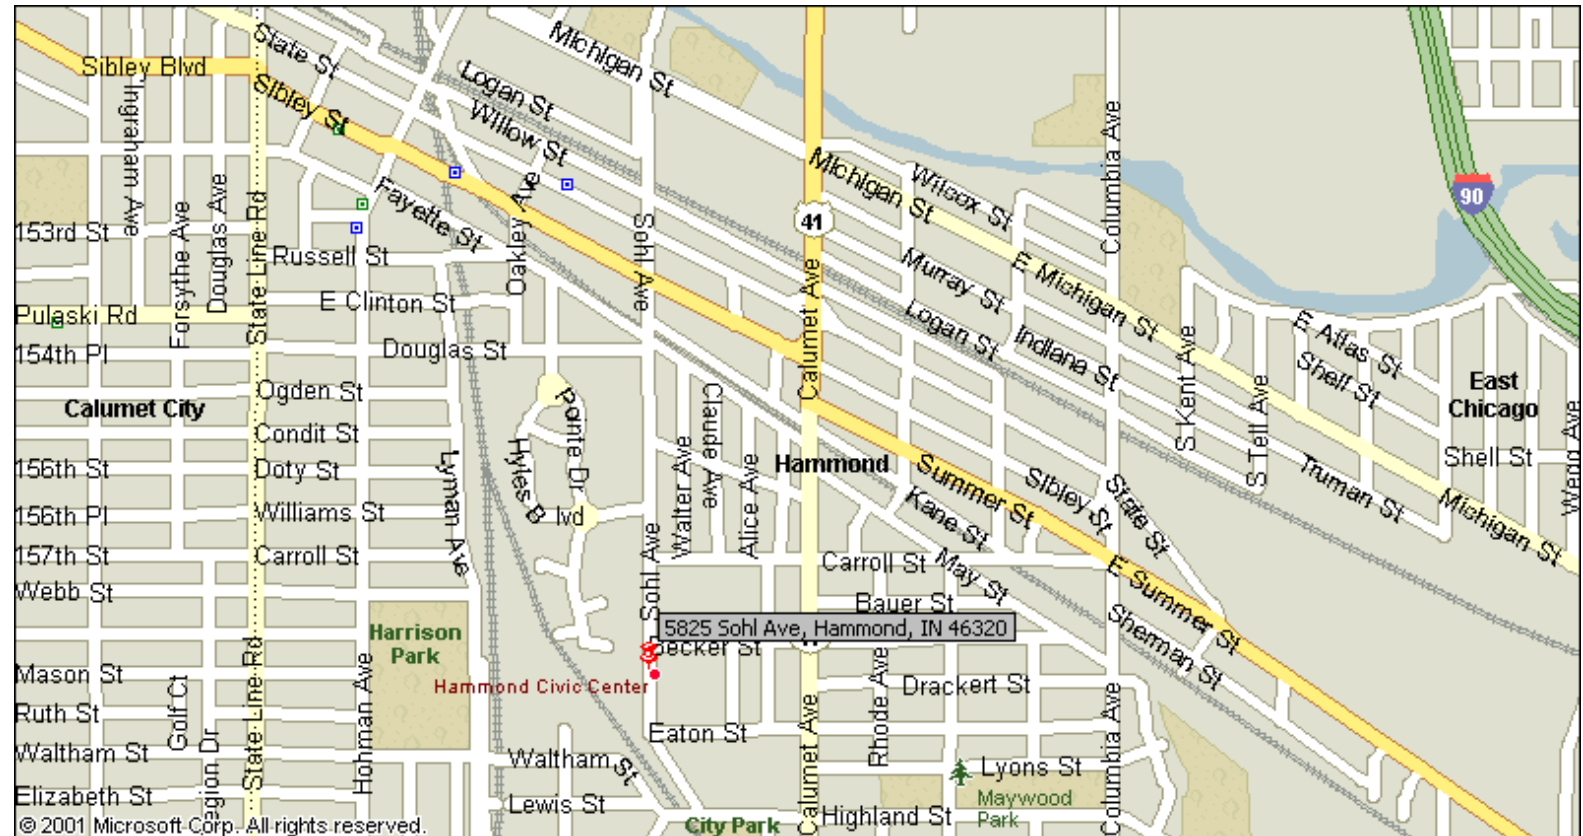 Michigan St
State St
Sibley Blvd
Logan St
Sibley St
Willow St
Ingraham Ave
Columbia Ave
Michigan St
Wilcox St
90
Fayette St
Oakley Ave
41
153rd St
Forsythe Ave
Douglas Ave
State Line Rd
Russell St
Sohl Ave
E Michigan St
Murray St
E Clinton St
Pulaski Rd
Calumet Ave
Logan St
Indiana St
E Atlas St
154th Pl
Douglas St
S Kent Ave
Shell St
Ogden St
Ponte Dr
Claude Ave
S Tell Ave
East
Chicago
Calumet City
Condit St
Hyles B
lvd
Walter Ave
Alice Ave
Hammond
Summer St
Sibley St
State St
Truman St
Shell St
Wedd Ave
Michigan St
156th St
Doty St
Lyman Ave
156th Pl
Williams St
Kane St
157th St
Carroll St
Sohl Ave
Carroll St
May St
E Summer St
Webb St
Bauer St
5825 Sohl Ave, Hammond, IN 46320
Sherman St
Harrison
Park
ecker St
Mason St
Hammond Civic Center
Drackert St
State Line Rd
Hohman Ave
Golf Ct
Ruth St
Calumet Ave
Rhode Ave
Columbia Ave
Eaton St
Waltham St
egion Dr
Waltham St
Lyons St
Elizabeth St
Lewis St
Maywood
Park
Highland St
City Park
© 2001 Microsoft Corp. All rights reserved.